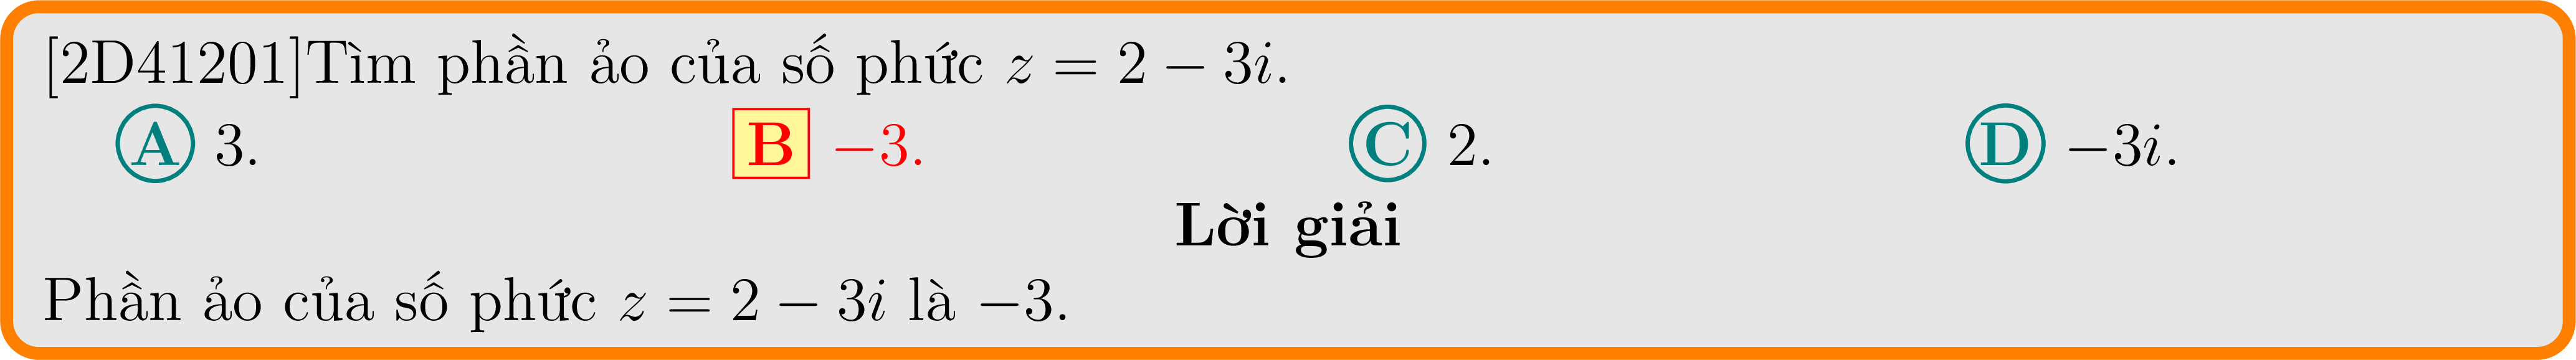 [2D41201]Tìm phần ảo của số phức z = 2 − 3i.
A 3. B −3. C 2. D −3i.
Lời giải
Phần ảo của số phức z = 2 − 3i là −3.